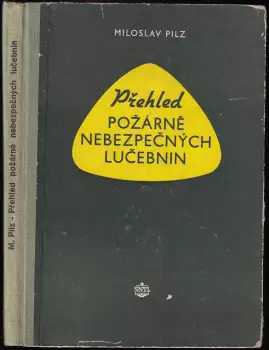 MILOSLAV PILZ
Přehled
POŽÁRNĚ
NEBEZPEČNÝCH
LUČEBNIN
M. Pilz - Přehled požárně nebezpečných lučebnin